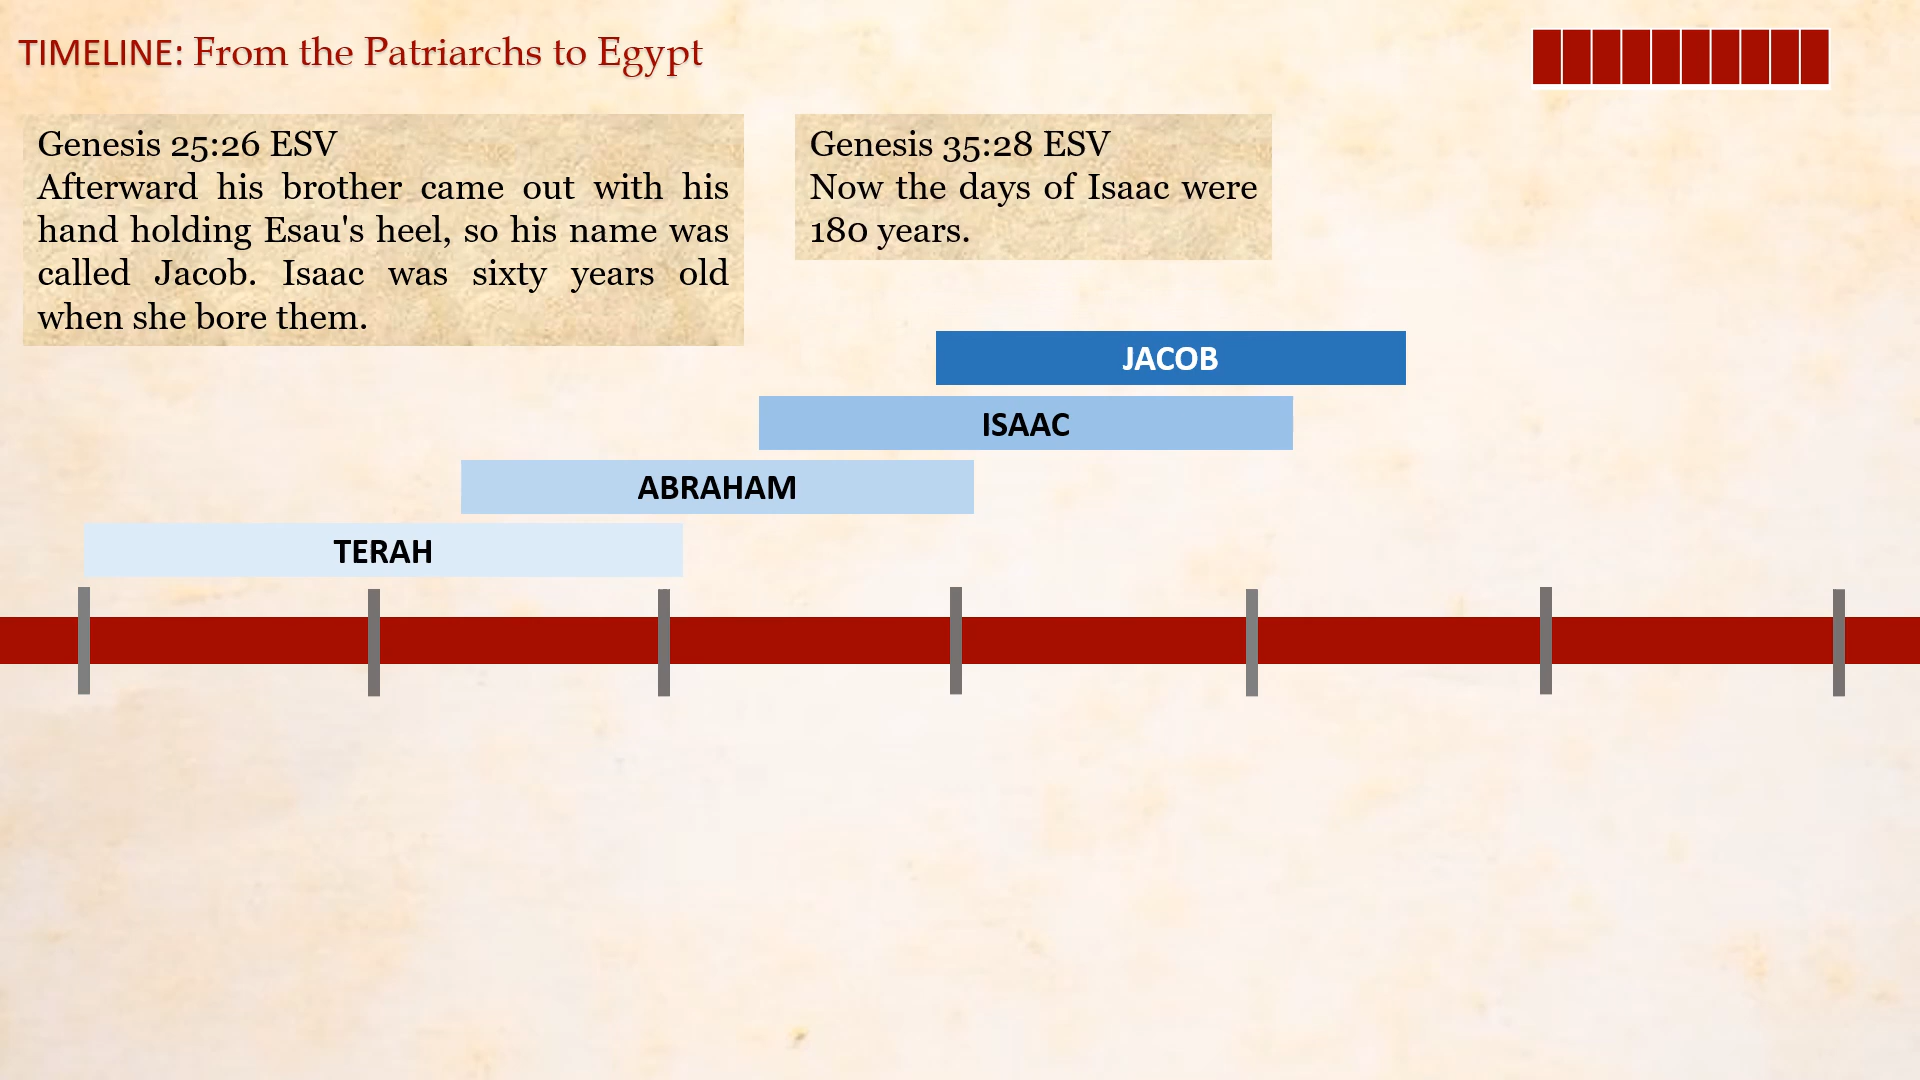 TIMELINE: From the Patriarchs to Egypt
Genesis 25:26 ESV
Afterward his brother came out with his
hand holding Esau's heel, so his name was
called Jacob. Isaac was sixty years old
when she bore them.
Genesis 35:28 ESV
Now the days of Isaac were
180 years.
JACOB
ISAAC
ABRAHAM
TERAH